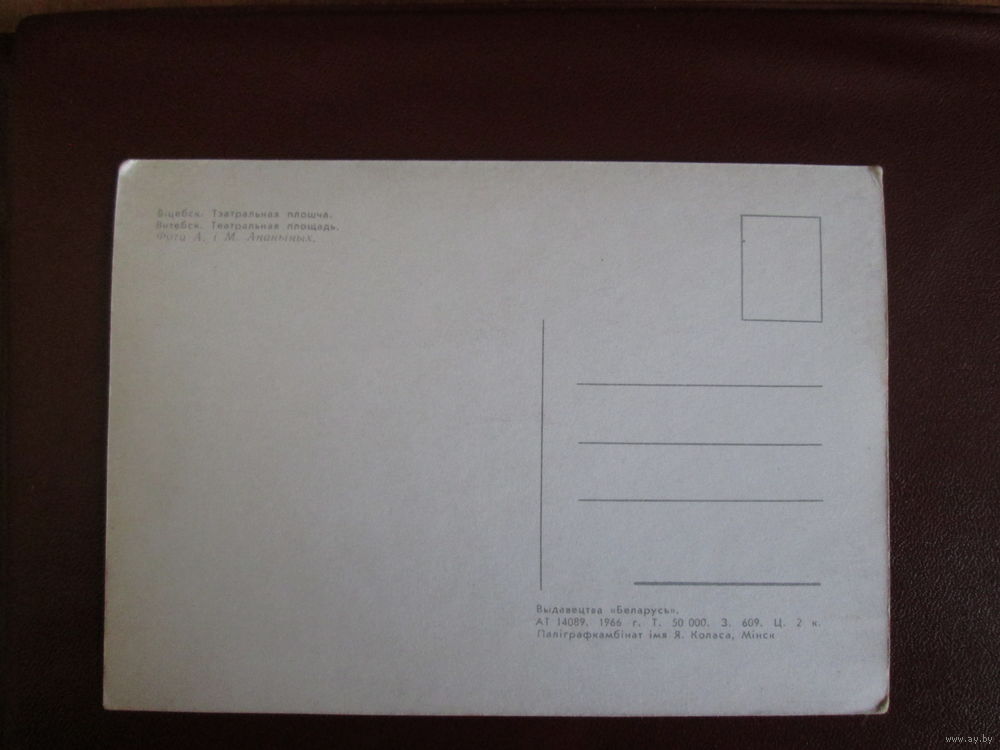 Віцебск. Тэатральная плошча.
Витебск. Театральная площадь.
Фота А. і М. Ананьіных.
Выдавецтва «Беларусь».
АТ 14089. 1966 г. Т. 50 000. З. 609. Ц. 2 к.
Паліграфкамбінат імя Я. Коласа, Мінск
www.ay.by